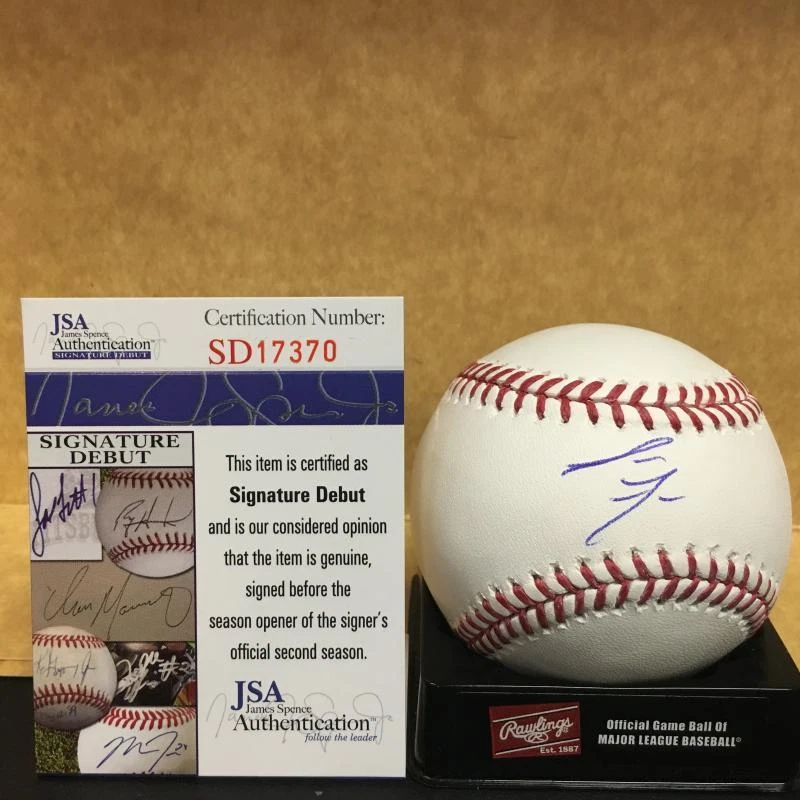 JSA
James Spence
Authentication™
SIGNATURE DEBUT
Certification Number:
SD17370
SIGNATURE
DEBUT
This item is certified as
Signature Debut
and is our considered opinion
that the item is genuine,
signed before the
season opener of the signer's
official second season.
JSA
James Spence
Authentication™
follow the leader
Rawlings
Est. 1887
Official Game Ball Of
MAJOR LEAGUE BASEBALL®